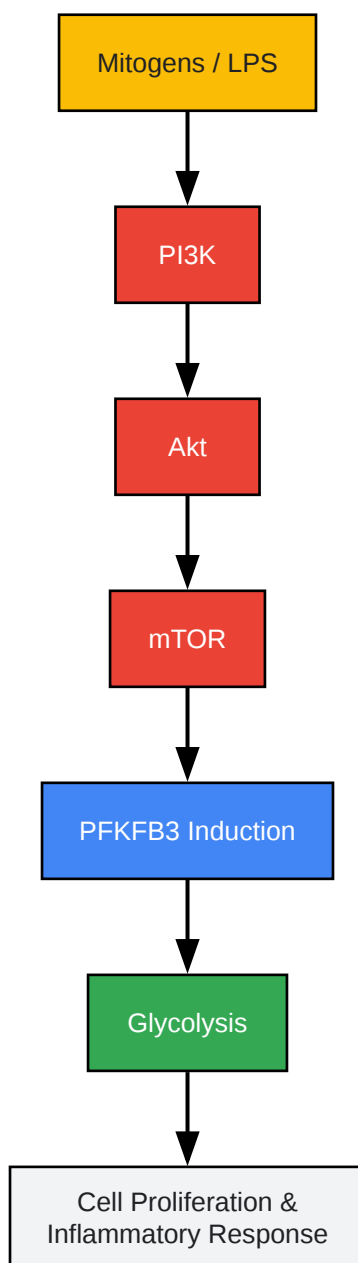 Mitogens / LPS
PI3K
Akt
mTOR
PFKFB3 Induction
Glycolysis
Cell Proliferation &
Inflammatory Response